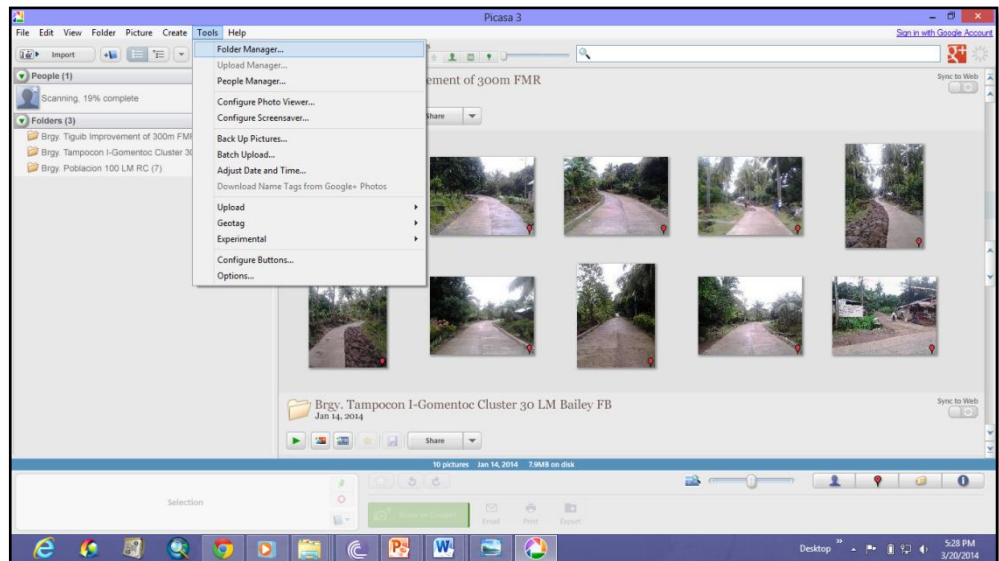 Picasa 3
File Edit View Folder Picture Create Tools Help
Sign in with Google Account
Import
Folder Manager...
Upload Manager...
People Manager...
Configure Photo Viewer...
Configure Screensaver...
Back Up Pictures...
Batch Upload...
Adjust Date and Time...
Download Name Tags from Google+ Photos
Upload
Geotag
Experimental
Configure Buttons...
Options...
People (1)
Scanning, 19% complete
Folders (3)
Brgy. Tiguib Improvement of 300m FMR
Brgy. Tampocon I-Gomentoc Cluster 30
Brgy. Poblacion 100 LM RC (7)
ement of 300m FMR
Sync to Web
Share
Brgy. Tampocon I-Gomentoc Cluster 30 LM Bailey FB
Jan 14, 2014
Sync to Web
Share
10 pictures Jan 14, 2014 7.9MB on disk
Selection
Email Print Export
Desktop
5:28 PM
3/20/2014